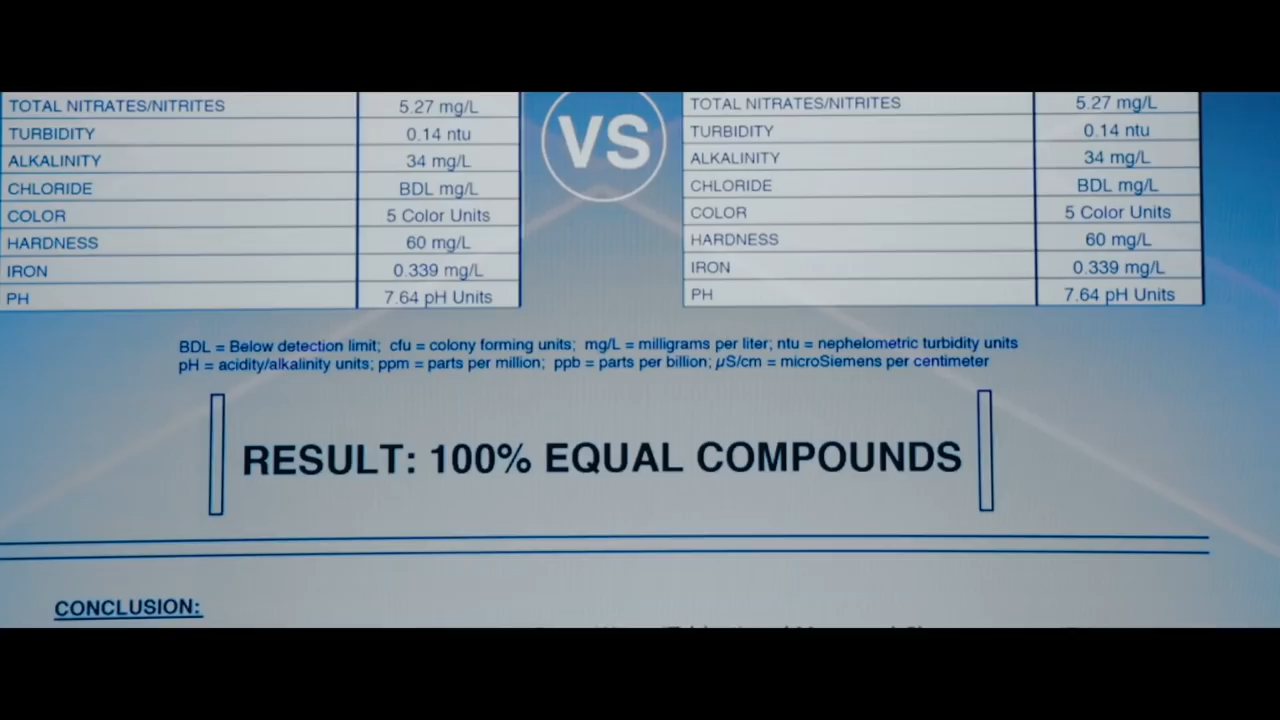 TOTAL NITRATES/NITRITES 5.27 mg/L
TURBIDITY 0.14 ntu
ALKALINITY 34 mg/L
CHLORIDE BDL mg/L
COLOR 5 Color Units
HARDNESS 60 mg/L
IRON 0.339 mg/L
PH 7.64 pH Units
VS
TOTAL NITRATES/NITRITES 5.27 mg/L
TURBIDITY 0.14 ntu
ALKALINITY 34 mg/L
CHLORIDE BDL mg/L
COLOR 5 Color Units
HARDNESS 60 mg/L
IRON 0.339 mg/L
PH 7.64 pH Units
BDL = Below detection limit; cfu = colony forming units; mg/L = milligrams per liter; ntu = nephelometric turbidity units
pH = acidity/alkalinity units; ppm = parts per million; ppb = parts per billion; µS/cm = microSiemens per centimeter
RESULT: 100% EQUAL COMPOUNDS
CONCLUSION: